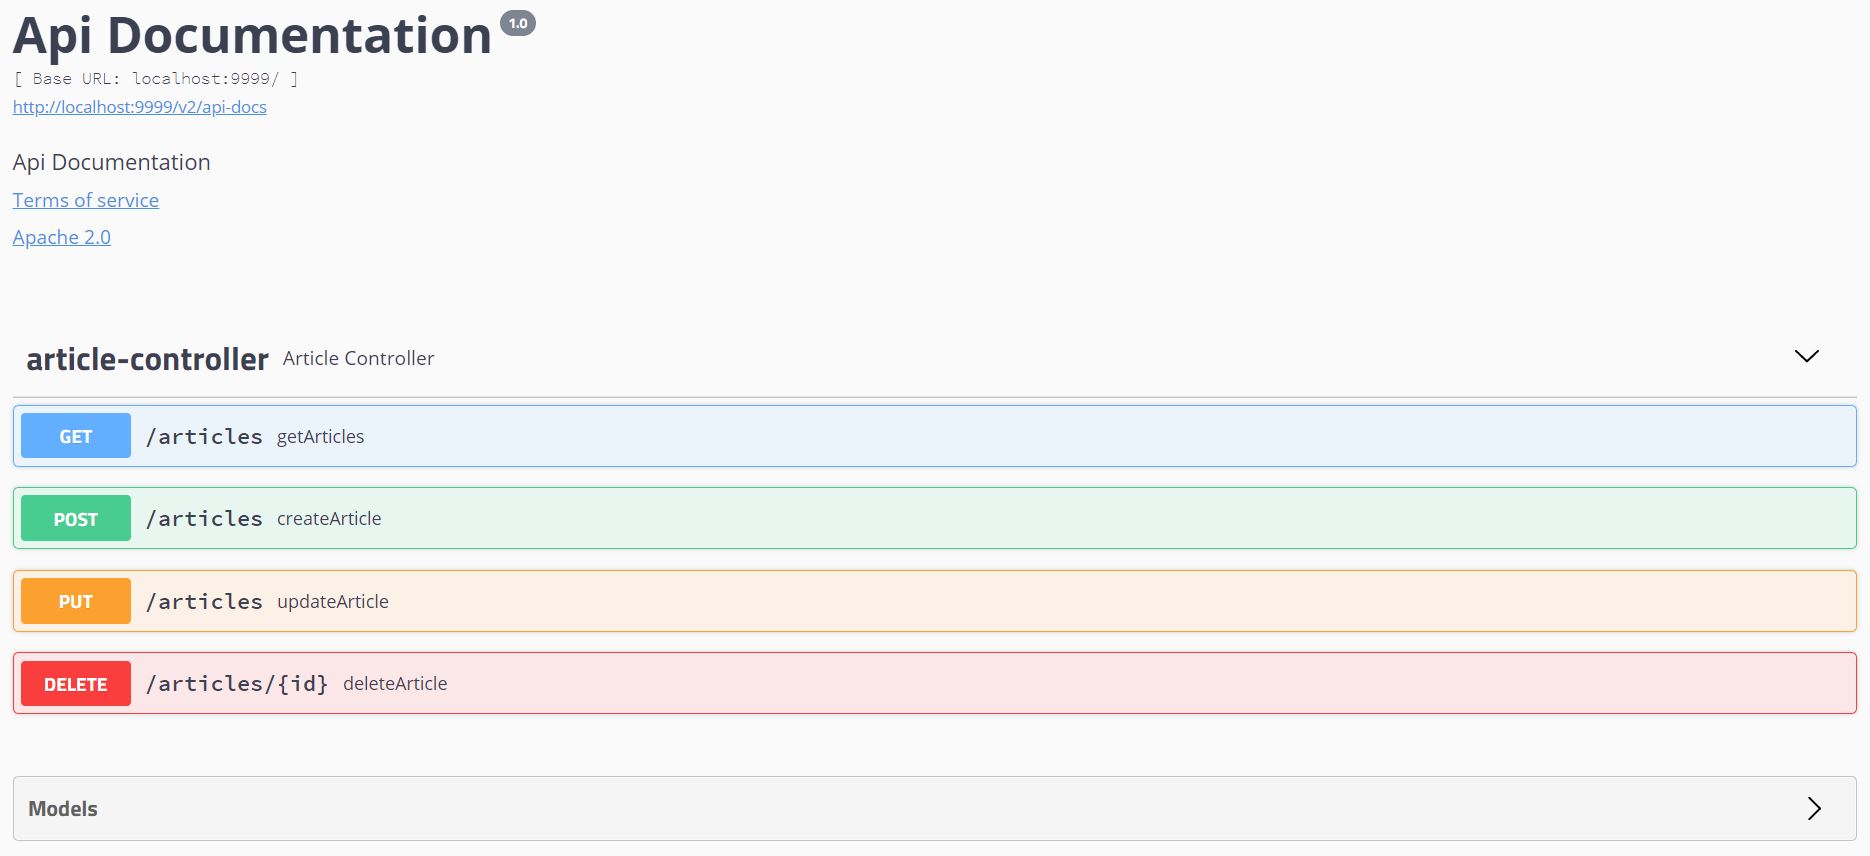 Api Documentation 1.0
[ Base URL: localhost:9999/ ]
http://localhost:9999/v2/api-docs
Api Documentation
Terms of service
Apache 2.0
article-controller Article Controller
GET /articles getArticles
POST /articles createArticle
PUT /articles updateArticle
DELETE /articles/{id} deleteArticle
Models